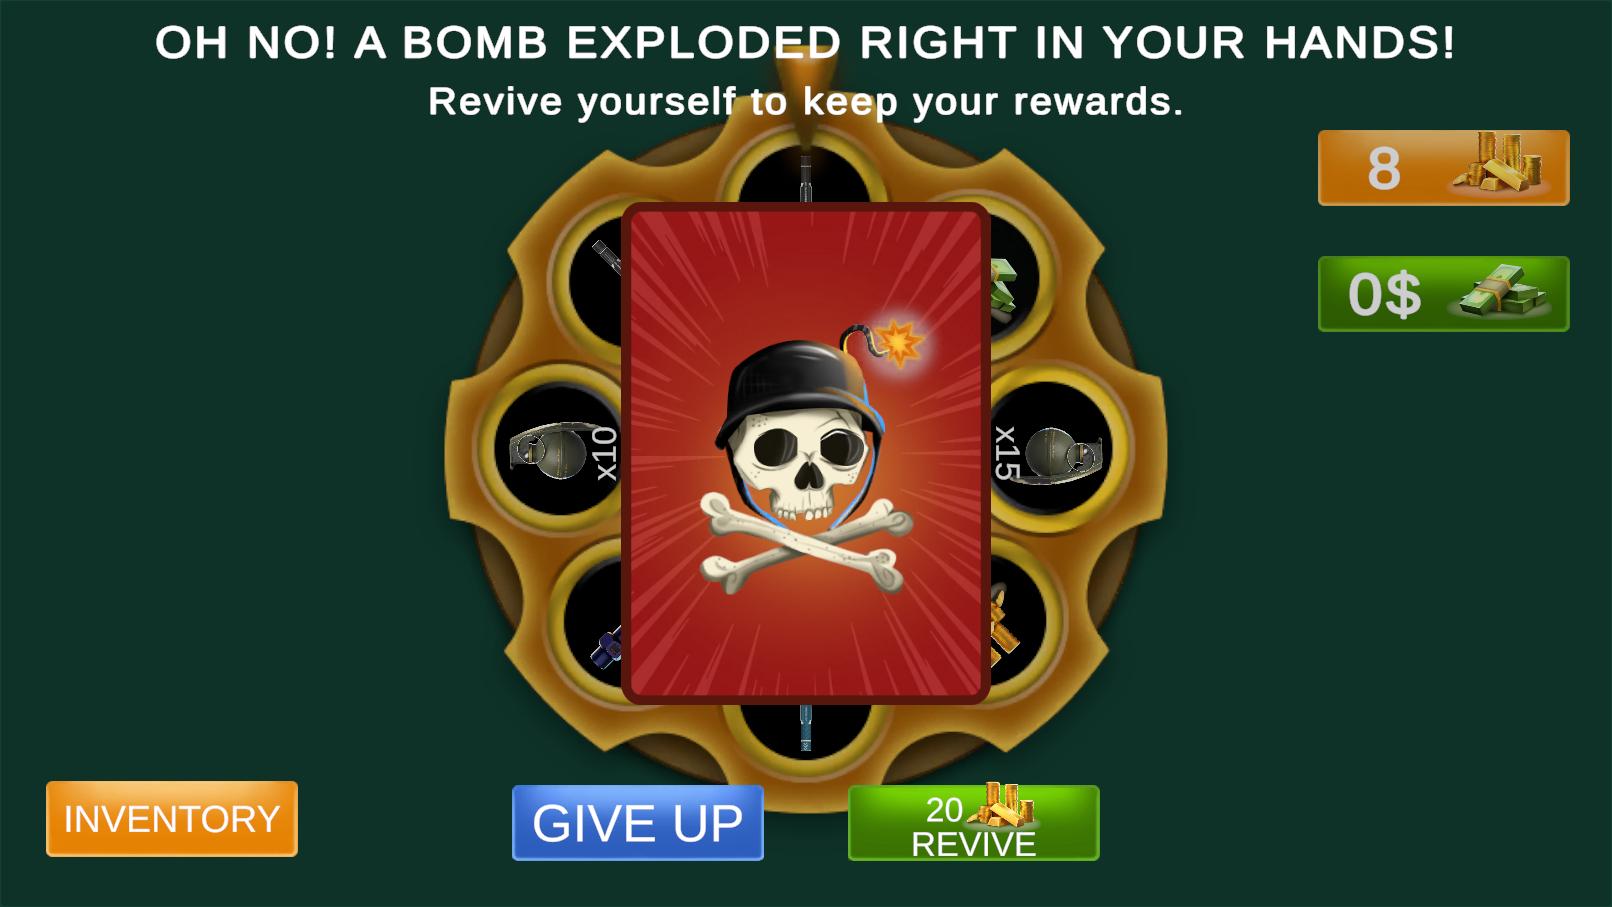 OH NO! A BOMB EXPLODED RIGHT IN YOUR HANDS!
Revive yourself to keep your rewards.
8
0$
x10
x15
INVENTORY
GIVE UP
20
REVIVE